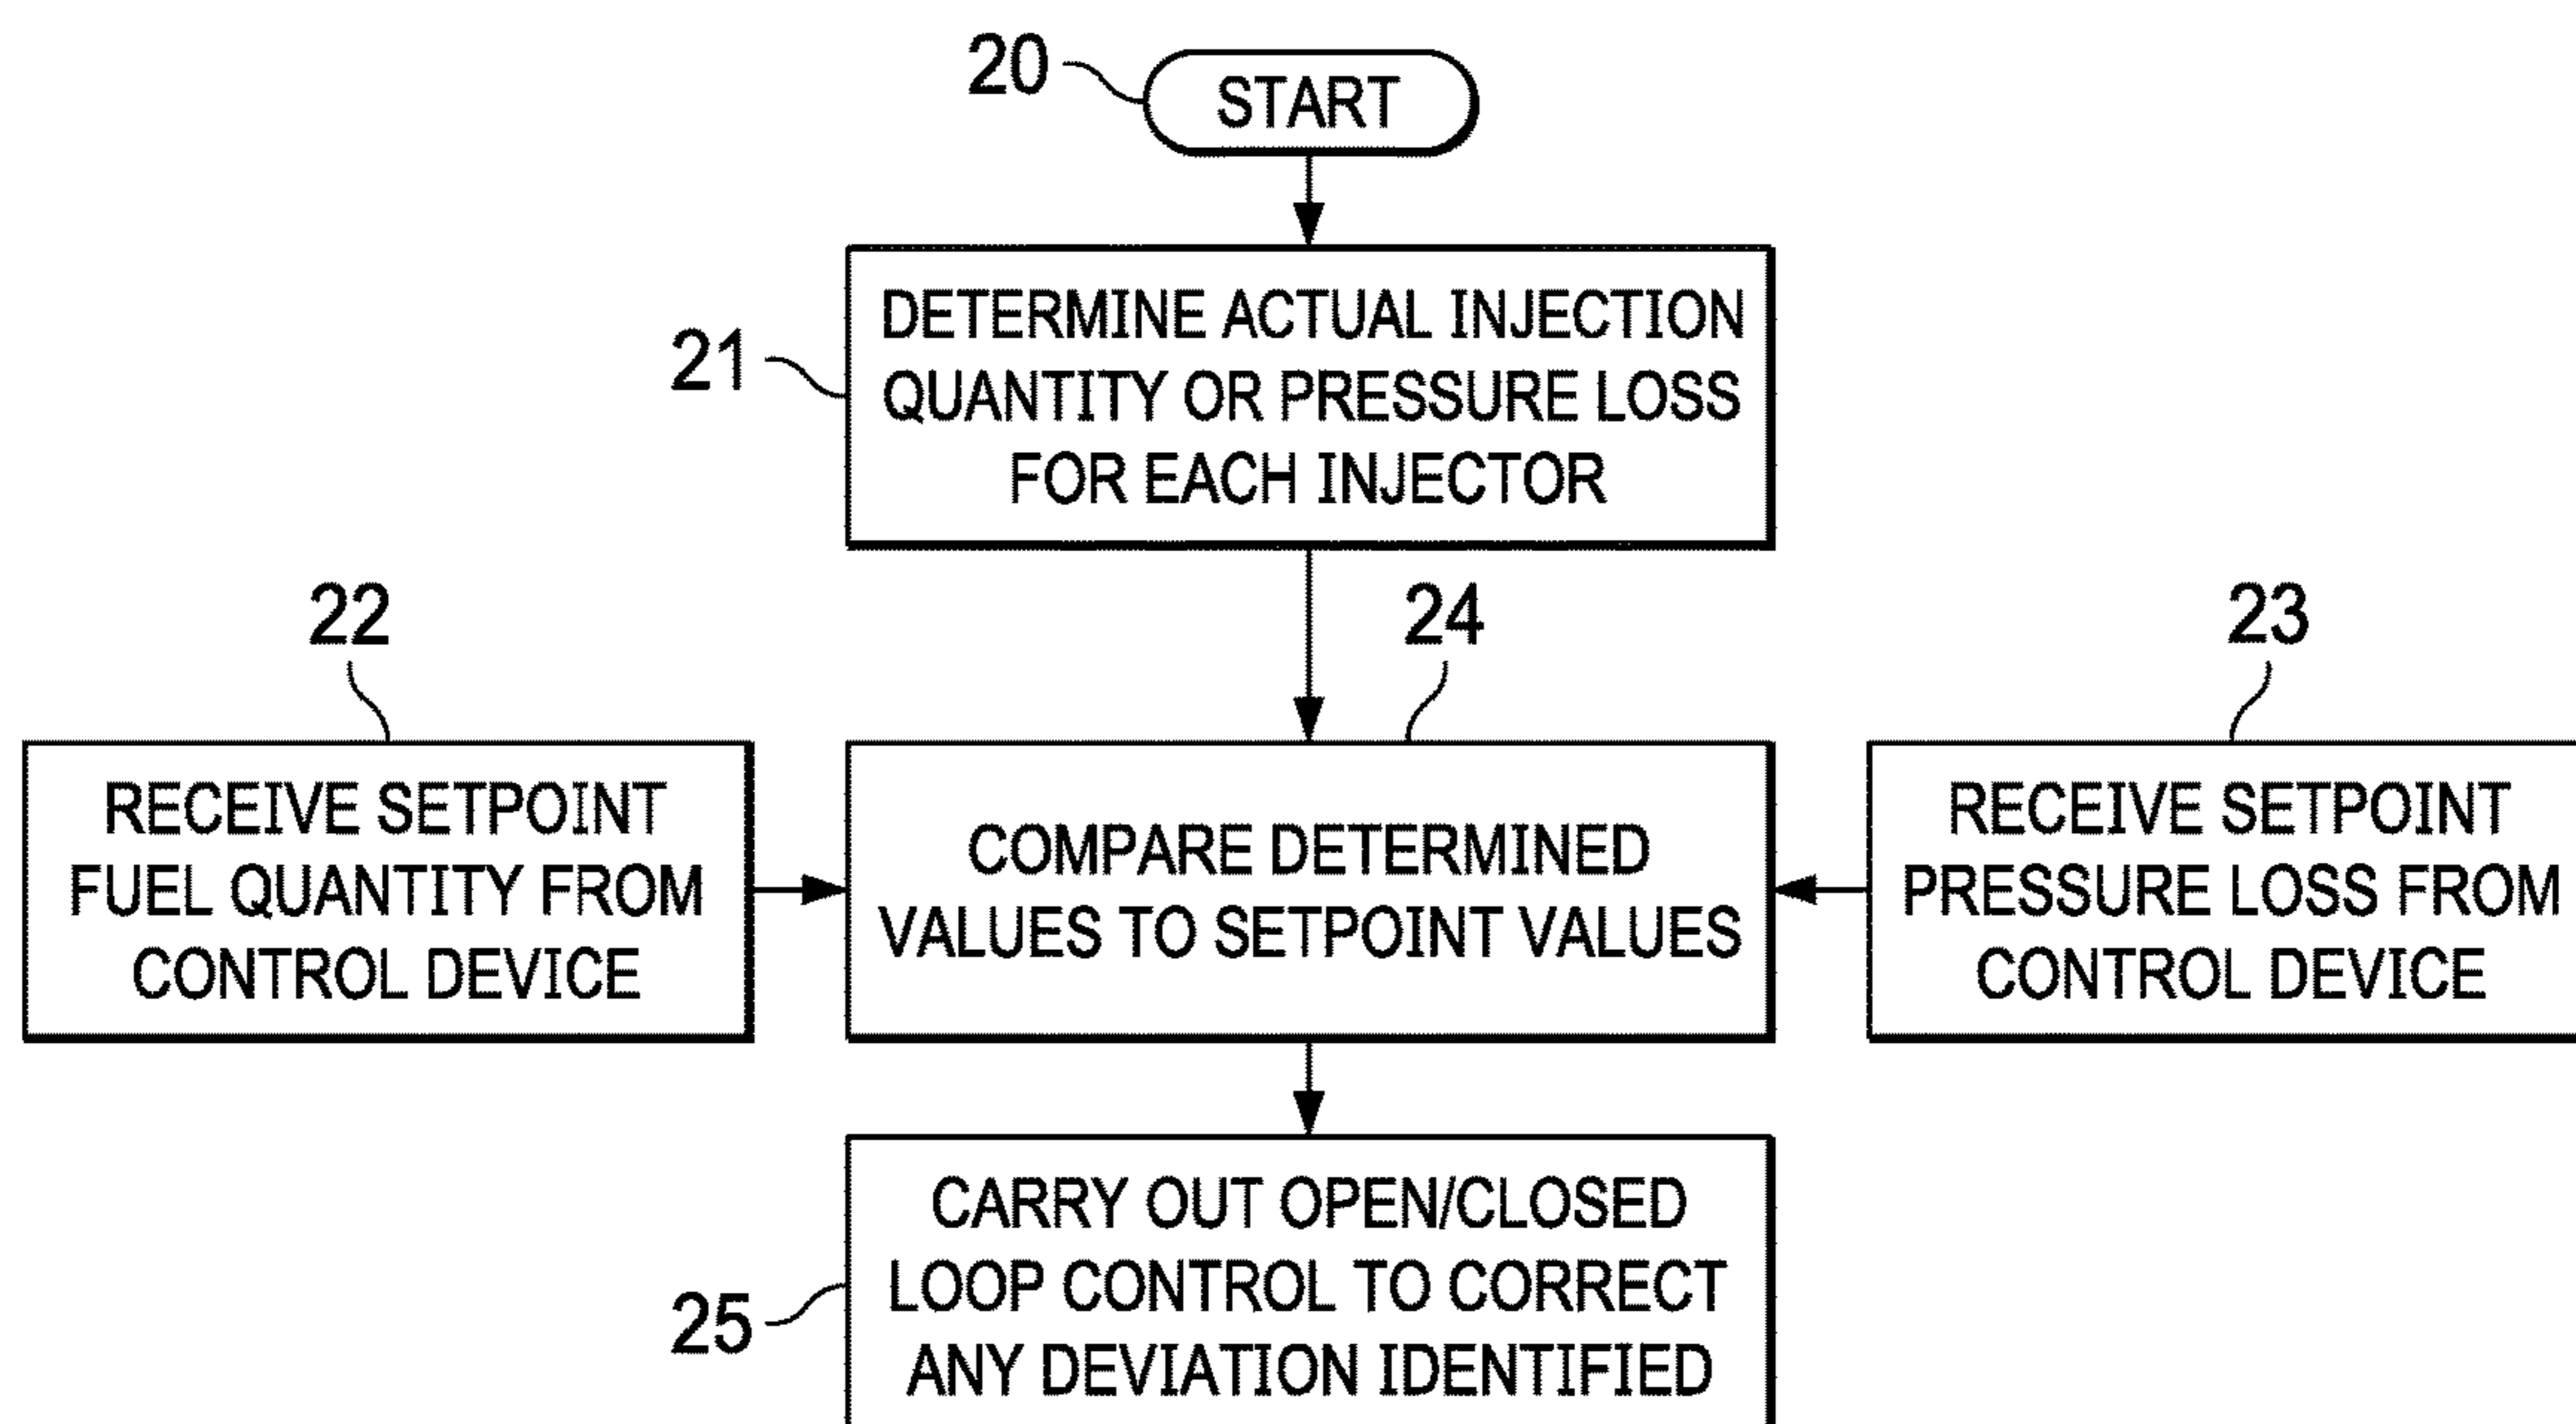 20
START
21
DETERMINE ACTUAL INJECTION
QUANTITY OR PRESSURE LOSS
FOR EACH INJECTOR
22
24
23
RECEIVE SETPOINT
FUEL QUANTITY FROM
CONTROL DEVICE
COMPARE DETERMINED
VALUES TO SETPOINT VALUES
RECEIVE SETPOINT
PRESSURE LOSS FROM
CONTROL DEVICE
25
CARRY OUT OPEN/CLOSED
LOOP CONTROL TO CORRECT
ANY DEVIATION IDENTIFIED